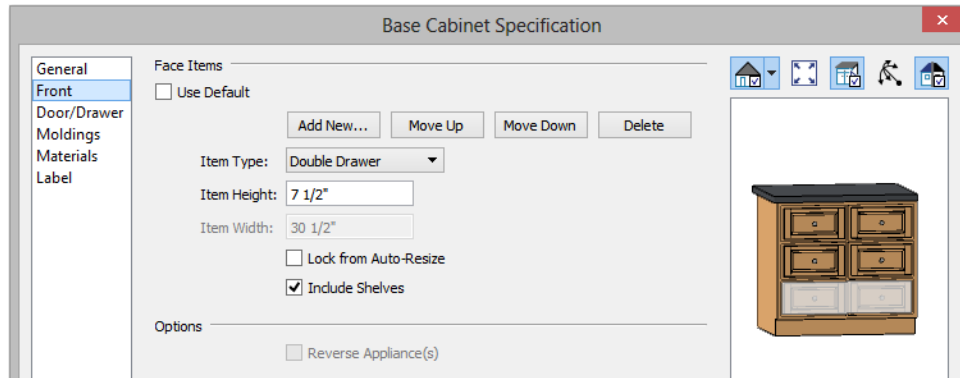 Base Cabinet Specification
General
Front
Door/Drawer
Moldings
Materials
Label
Face Items
Use Default
Add New... Move Up Move Down Delete
Item Type: Double Drawer
Item Height: 7 1/2"
Item Width: 30 1/2"
Lock from Auto-Resize
Include Shelves
Options
Reverse Appliance(s)